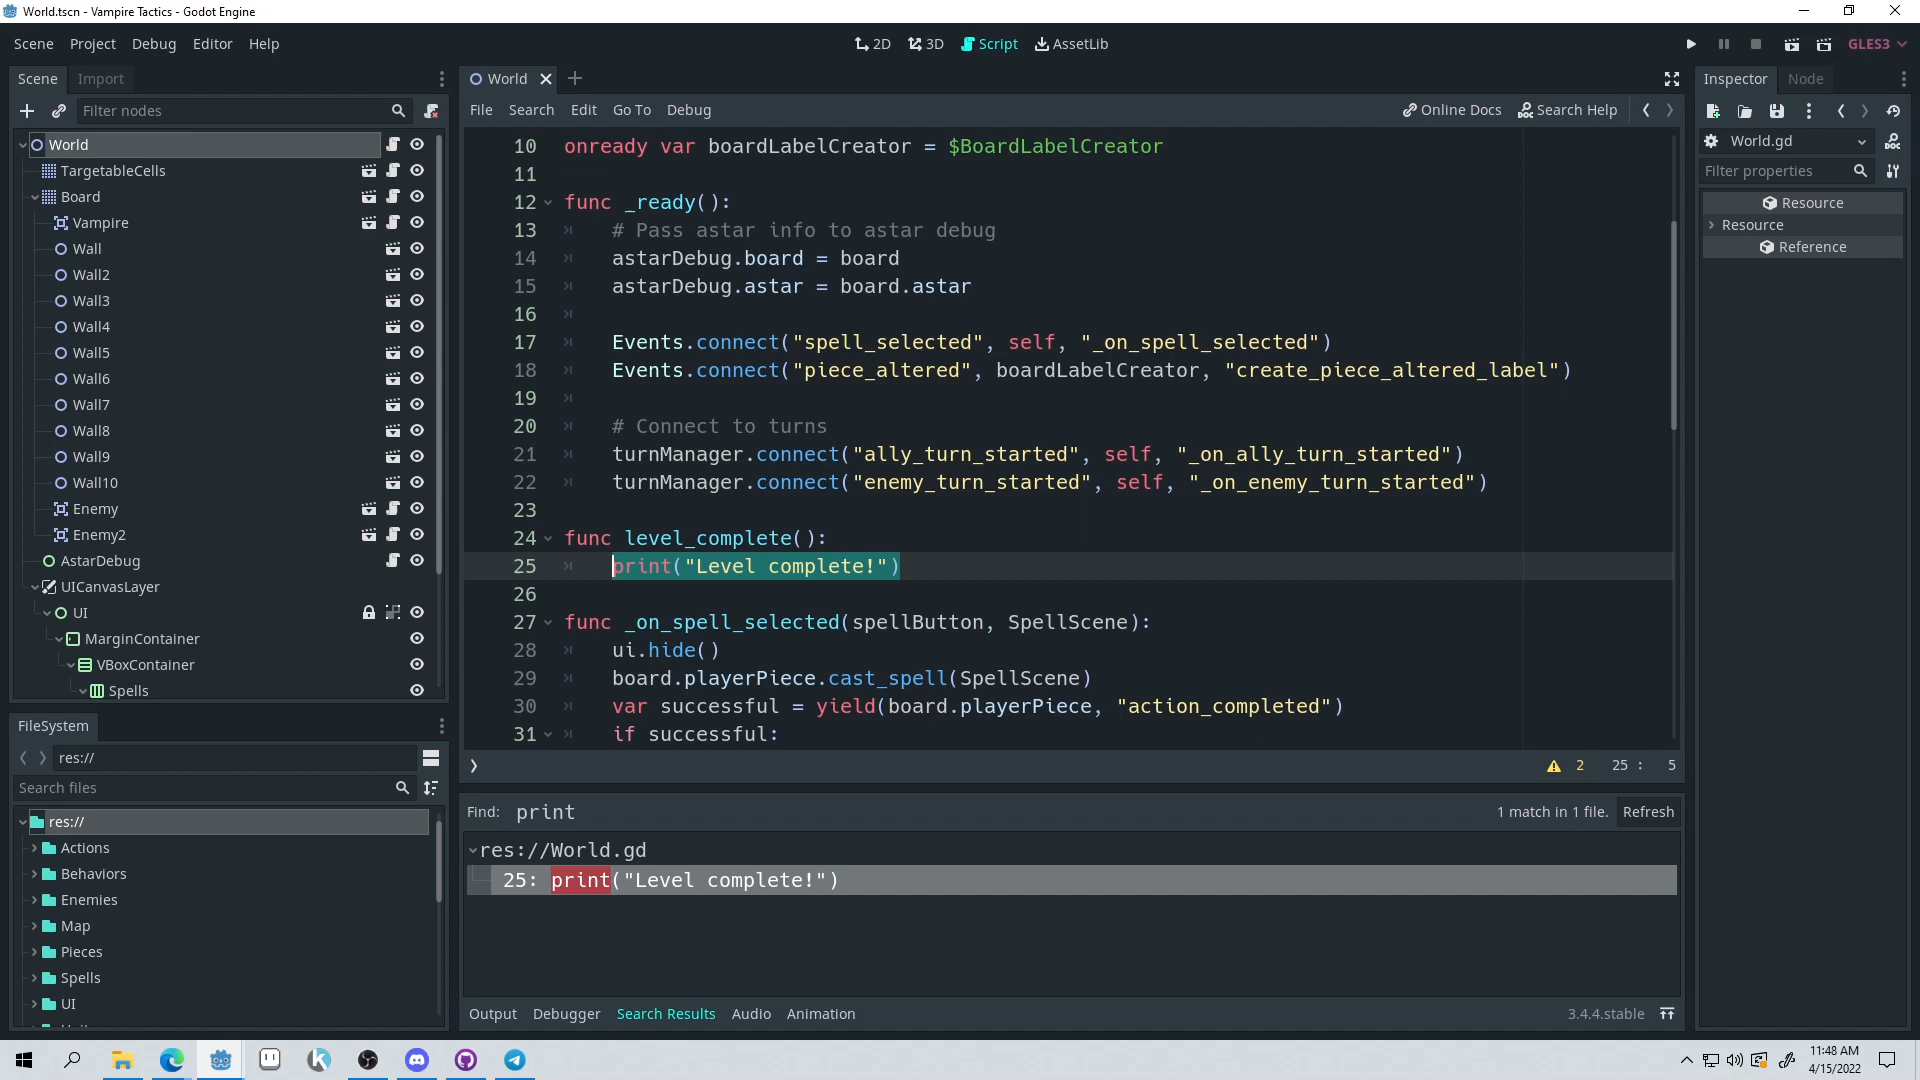 World.tscn - Vampire Tactics - Godot Engine
Scene Project Debug Editor Help
2D 3D Script AssetLib
GLES3
Scene Import
Filter nodes
World
TargetableCells
Board
Vampire
Wall
Wall2
Wall3
Wall4
Wall5
Wall6
Wall7
Wall8
Wall9
Wall10
Enemy
Enemy2
AstarDebug
UICanvasLayer
UI
MarginContainer
VBoxContainer
Spells
FileSystem
res://
Search files
res://
Actions
Behaviors
Enemies
Map
Pieces
Spells
UI
World
File Search Edit Go To Debug
Online Docs Search Help
10 onready var boardLabelCreator = $BoardLabelCreator
11
12 func _ready():
13 # Pass astar info to astar debug
14 astarDebug.board = board
15 astarDebug.astar = board.astar
16
17 Events.connect("spell_selected", self, "_on_spell_selected")
18 Events.connect("piece_altered", boardLabelCreator, "create_piece_altered_label")
19
20 # Connect to turns
21 turnManager.connect("ally_turn_started", self, "_on_ally_turn_started")
22 turnManager.connect("enemy_turn_started", self, "_on_enemy_turn_started")
23
24 func level_complete():
25 print("Level complete!")
26
27 func _on_spell_selected(spellButton, SpellScene):
28 ui.hide()
29 board.playerPiece.cast_spell(SpellScene)
30 var successful = yield(board.playerPiece, "action_completed")
31 if successful:
2 25 : 5
Find: print
1 match in 1 file. Refresh
res://World.gd
25: print("Level complete!")
Output Debugger Search Results Audio Animation
3.4.4.stable
Inspector Node
World.gd
Filter properties
Resource
Resource
Reference
11:48 AM
4/15/2022